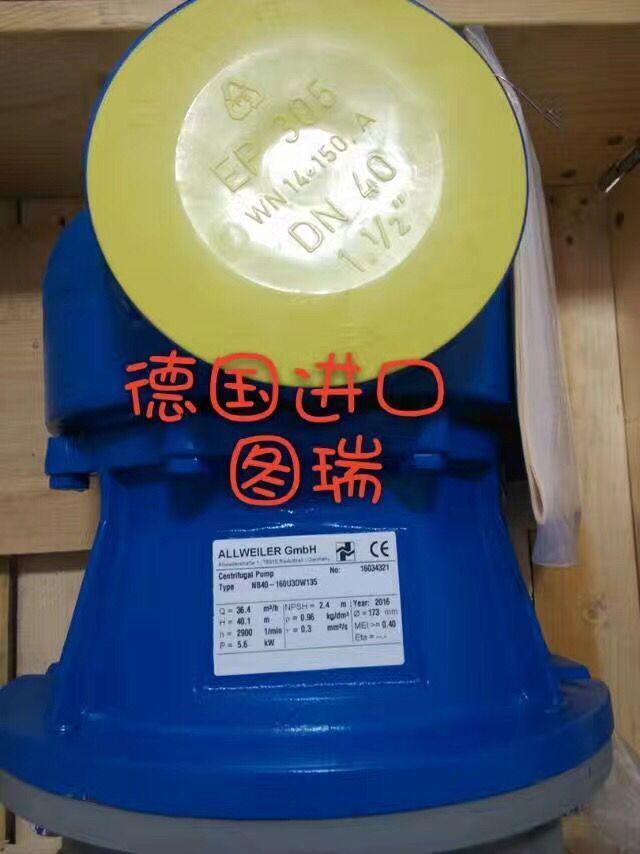 EP 305
WN 14-150.A
DN 40
1.½"
德国进口
图瑞
ALLWEILER GmbH
CE
Centrifugal Pump No: 16034321
Type NB40-160U3DW135
Q = 36.4 m³/h NPSH = 2.4 m Year: 2016
H = 40.1 m ρ = 0.96 kg/dm³ Ø = 173 mm
n = 2900 1/min ν = 0.3 mm²/s MEI >= 0.40
P = 5.6 kW Eta = --.-